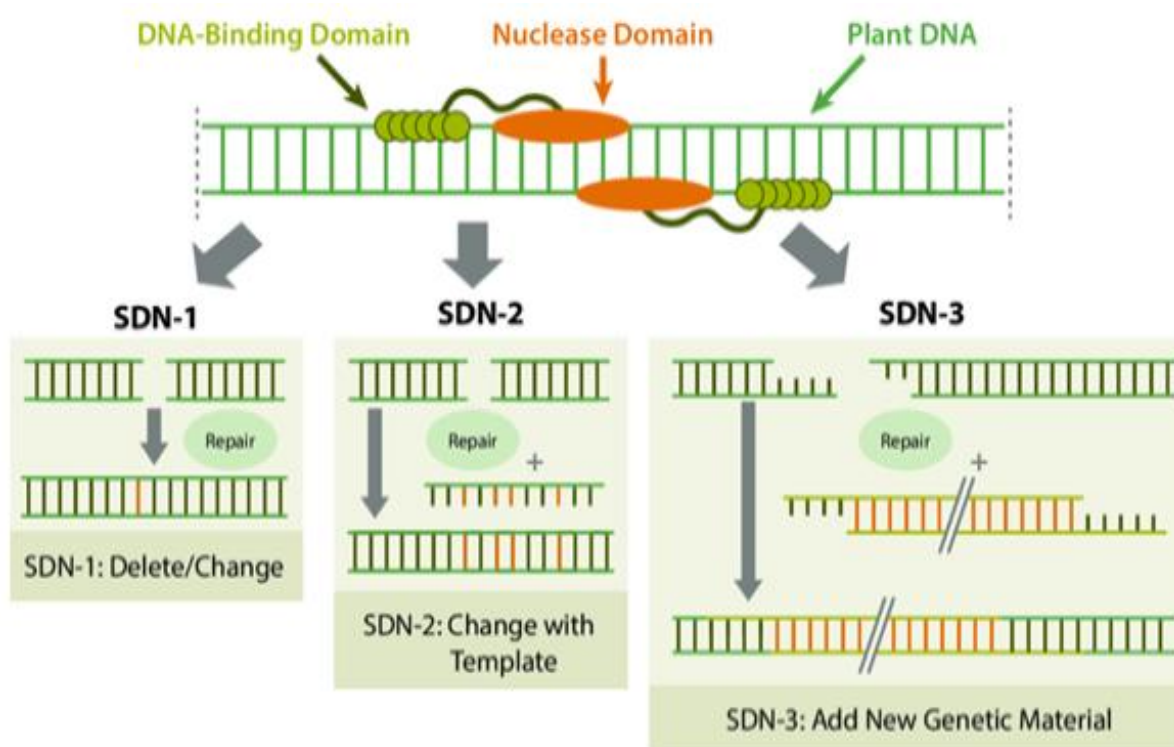 DNA-Binding Domain
Nuclease Domain
Plant DNA
SDN-1
SDN-2
SDN-3
Repair
Repair
+
Repair
+
SDN-1: Delete/Change
SDN-2: Change with
Template
SDN-3: Add New Genetic Material